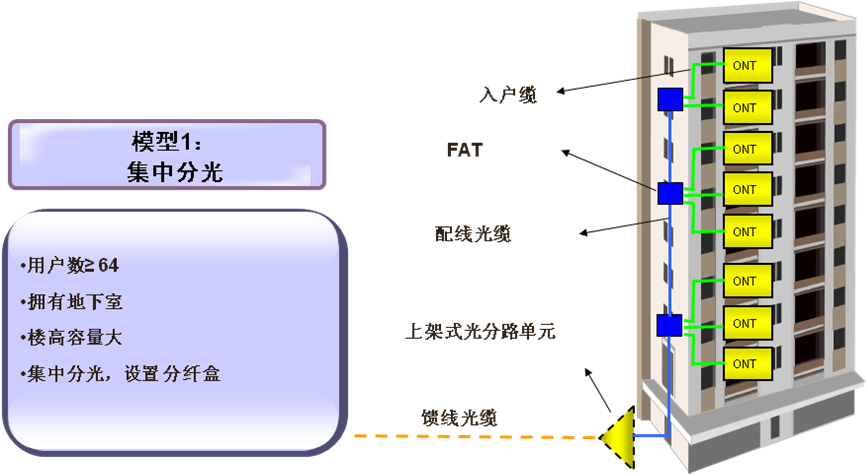 模型1：
集中分光
•用户数≧64
•拥有地下室
•楼高容量大
•集中分光，设置分纤盒
入户缆
FAT
配线光缆
上架式光分路单元
馈线光缆
ONT
ONT
ONT
ONT
ONT
ONT
ONT
ONT